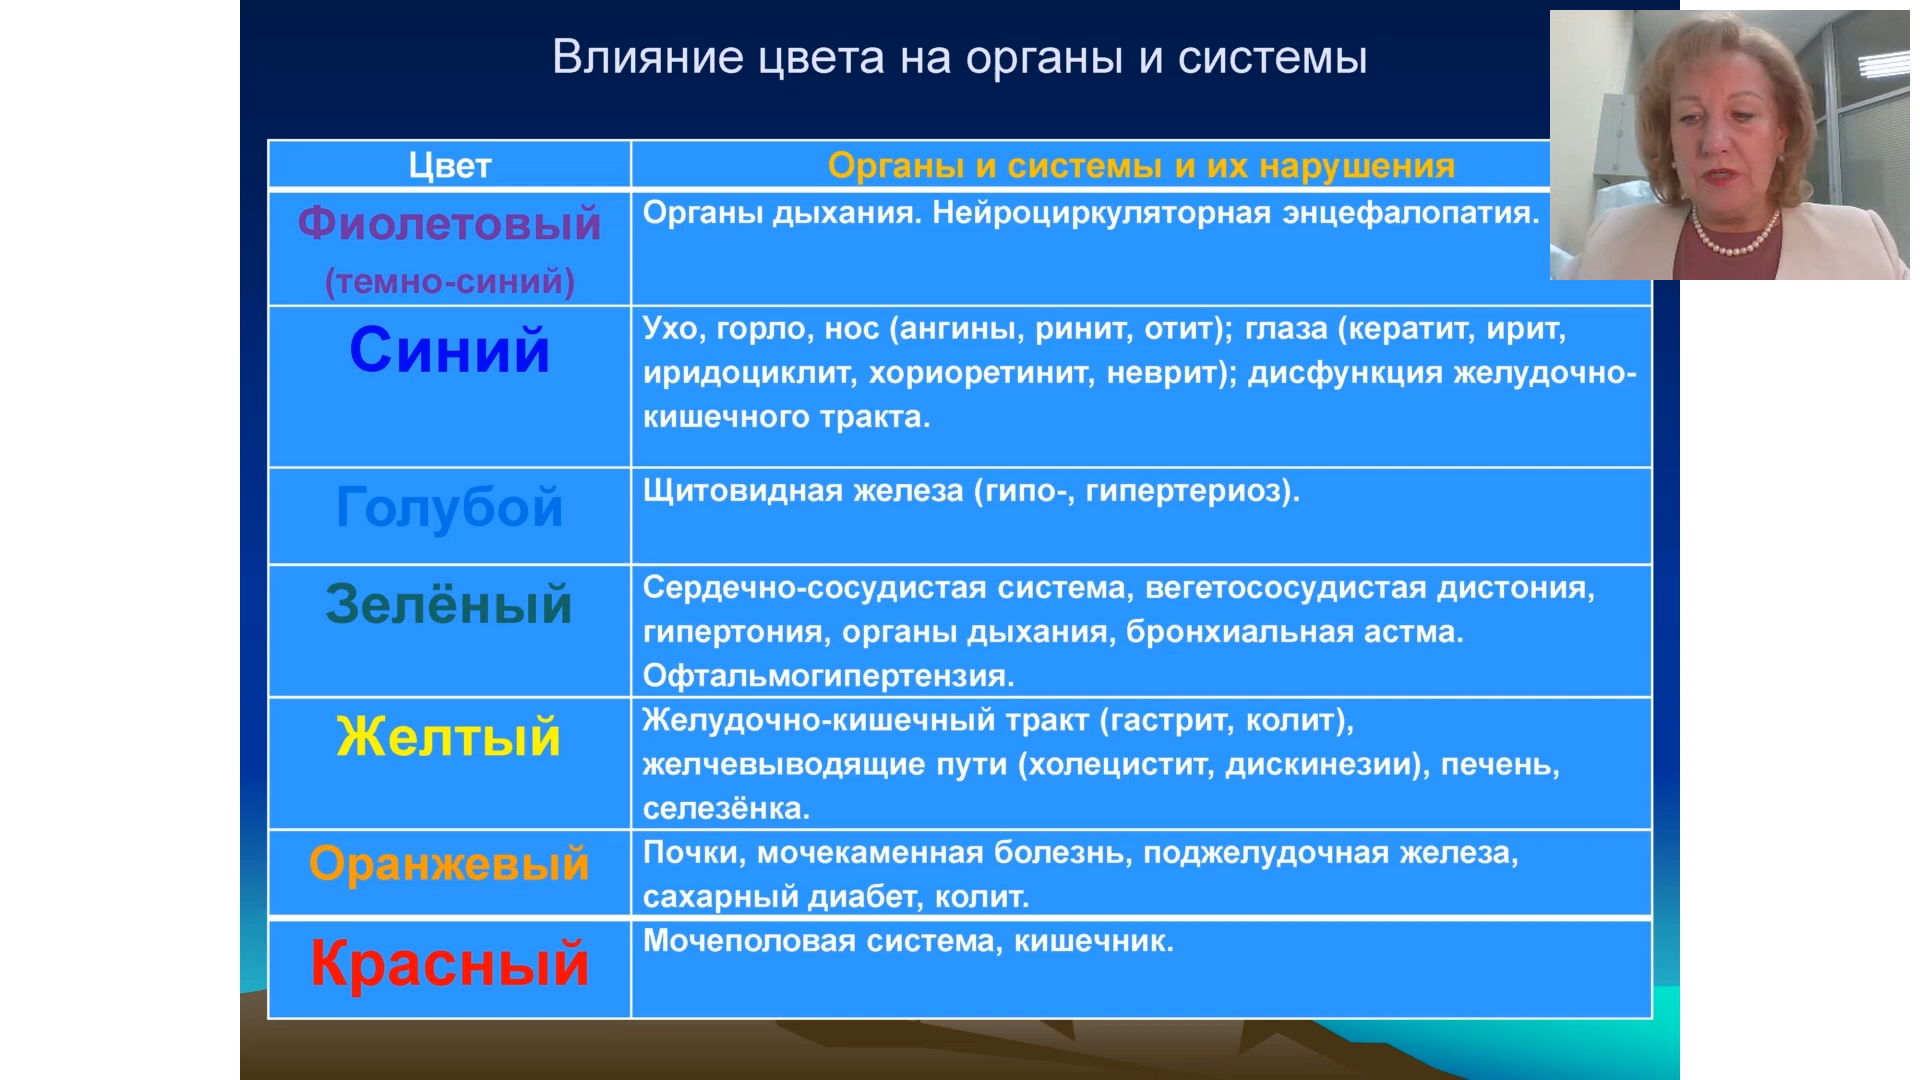 Влияние цвета на органы и системы
Цвет
Органы и системы и их нарушения
Фиолетовый
(темно-синий)
Органы дыхания. Нейроциркуляторная энцефалопатия.
Синий
Ухо, горло, нос (ангины, ринит, отит); глаза (кератит, ирит,
иридоциклит, хориоретинит, неврит); дисфункция желудочно-
кишечного тракта.
Голубой
Щитовидная железа (гипо-, гипертериоз).
Зелёный
Сердечно-сосудистая система, вегетососудистая дистония,
гипертония, органы дыхания, бронхиальная астма.
Офтальмогипертензия.
Желтый
Желудочно-кишечный тракт (гастрит, колит),
желчевыводящие пути (холецистит, дискинезии), печень,
селезёнка.
Оранжевый
Почки, мочекаменная болезнь, поджелудочная железа,
сахарный диабет, колит.
Красный
Мочеполовая система, кишечник.